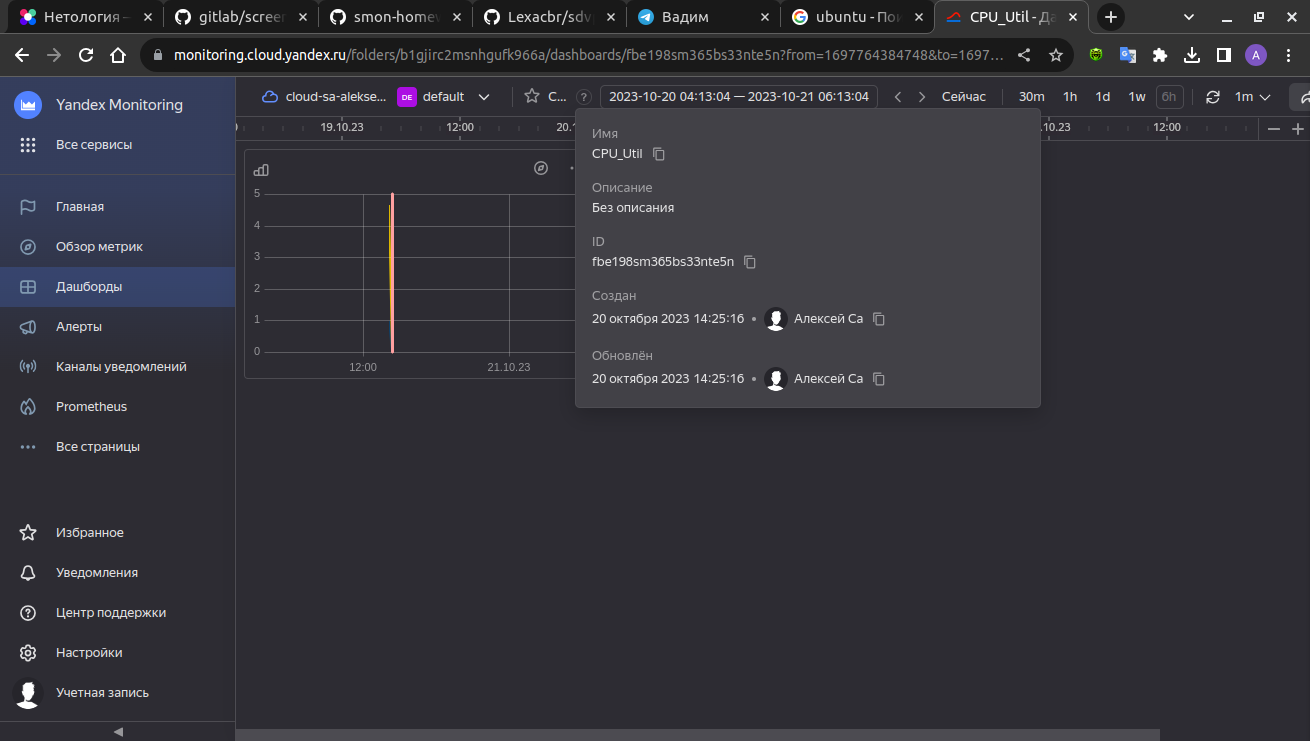 Нетология –
gitlab/screer
smon-homev
Lexacbr/sdv
Вадим
ubuntu - Пои
CPU_Util - Да
monitoring.cloud.yandex.ru/folders/b1gjirc2msnhgufk966a/dashboards/fbe198sm365bs33nte5n?from=1697764384748&to=1697...
A
Yandex Monitoring
cloud-sa-alekse...
DE default
C...
?
2023-10-20 04:13:04 — 2023-10-21 06:13:04
Сейчас
30m 1h 1d 1w 6h
1m
19.10.23 12:00 20.1 .10.23 12:00
Все сервисы
Главная
Обзор метрик
Дашборды
Алерты
Каналы уведомлений
Prometheus
Все страницы
Избранное
Уведомления
Центр поддержки
Настройки
Учетная запись
5
4
3
2
1
0
12:00 21.10.23
Имя
CPU_Util
Описание
Без описания
ID
fbe198sm365bs33nte5n
Создан
20 октября 2023 14:25:16 • Алексей Са
Обновлён
20 октября 2023 14:25:16 • Алексей Са